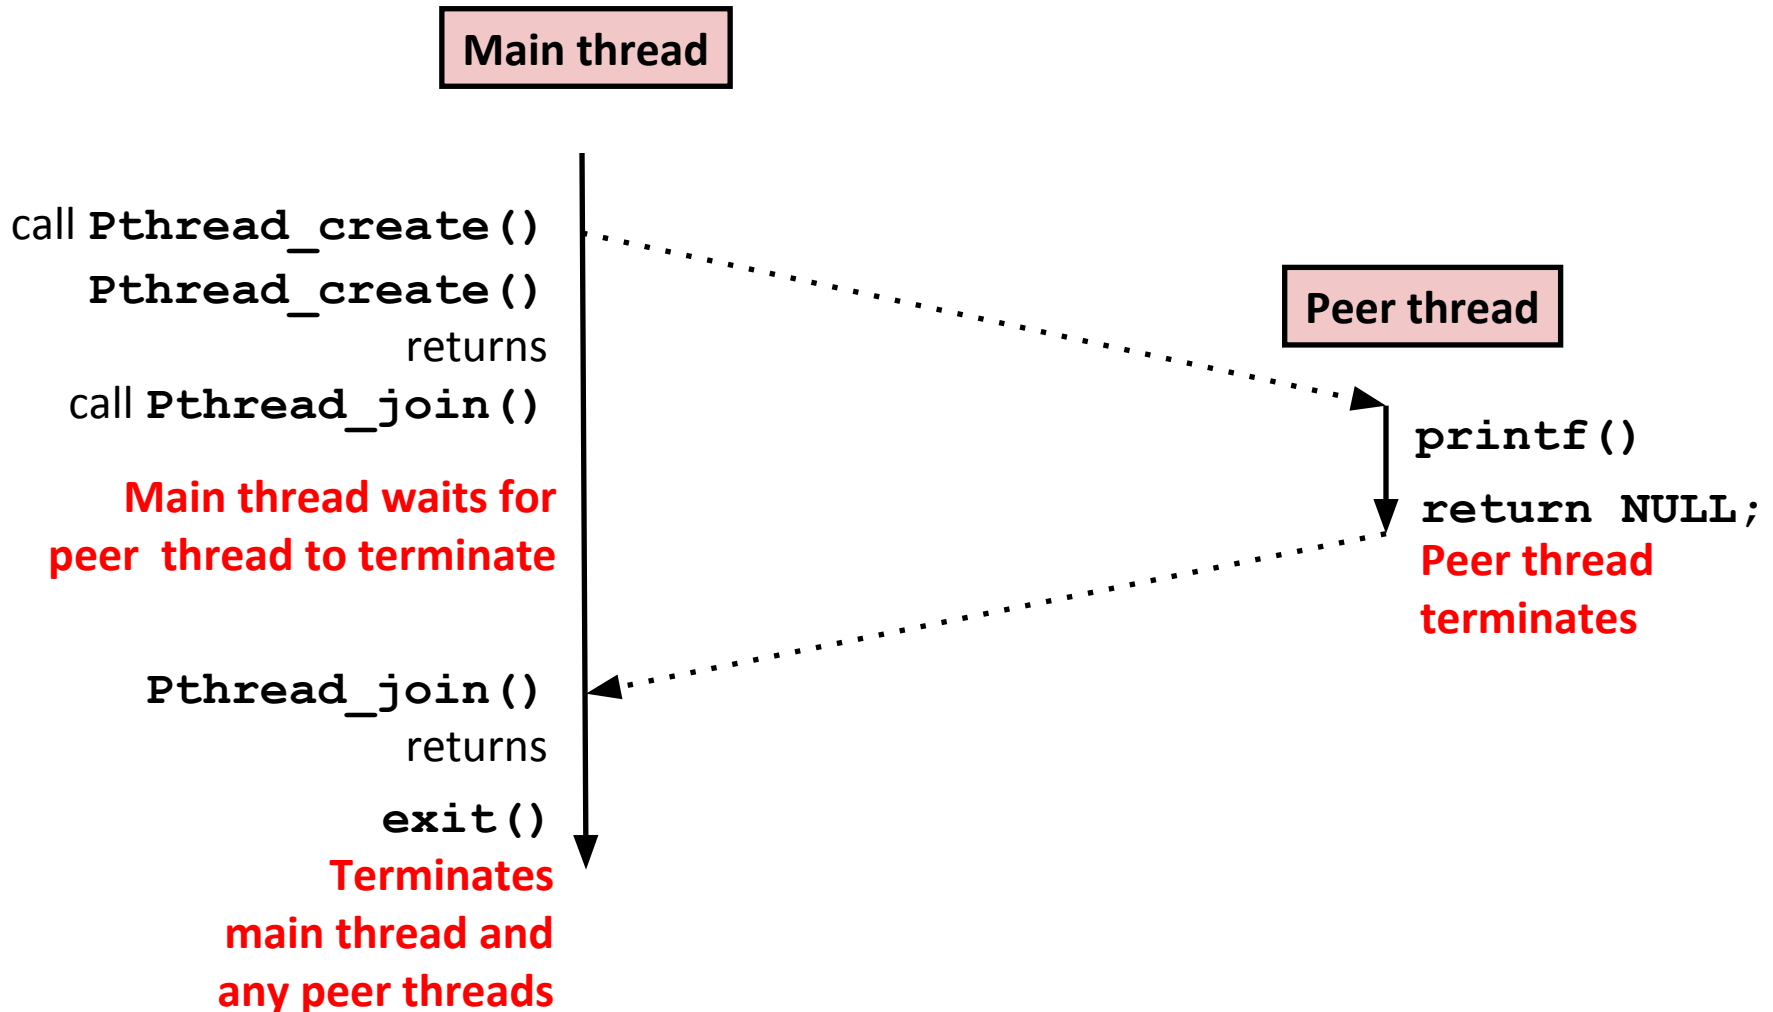 Main thread
call Pthread_create()
Pthread_create()
returns
call Pthread_join()
Main thread waits for
peer thread to terminate
Pthread_join()
returns
exit()
Terminates
main thread and
any peer threads
Peer thread
printf()
return NULL;
Peer thread
terminates